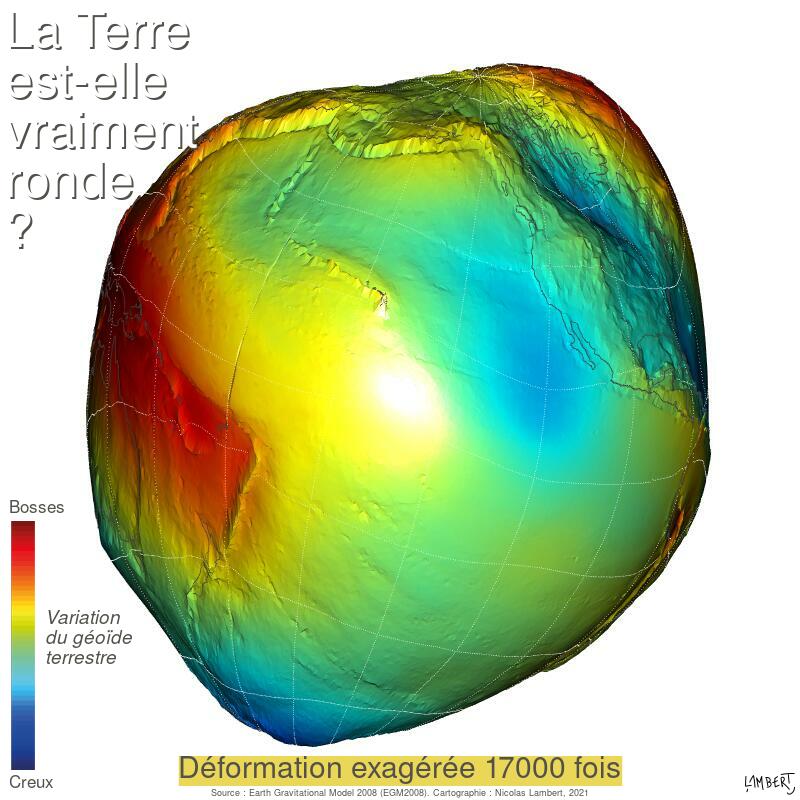 La Terre
est-elle
vraiment
ronde
?
Bosses
Variation
du géoïde
terrestre
Creux
Déformation exagérée 17000 fois
Source : Earth Gravitational Model 2008 (EGM2008). Cartographie : Nicolas Lambert, 2021
LAMBERT